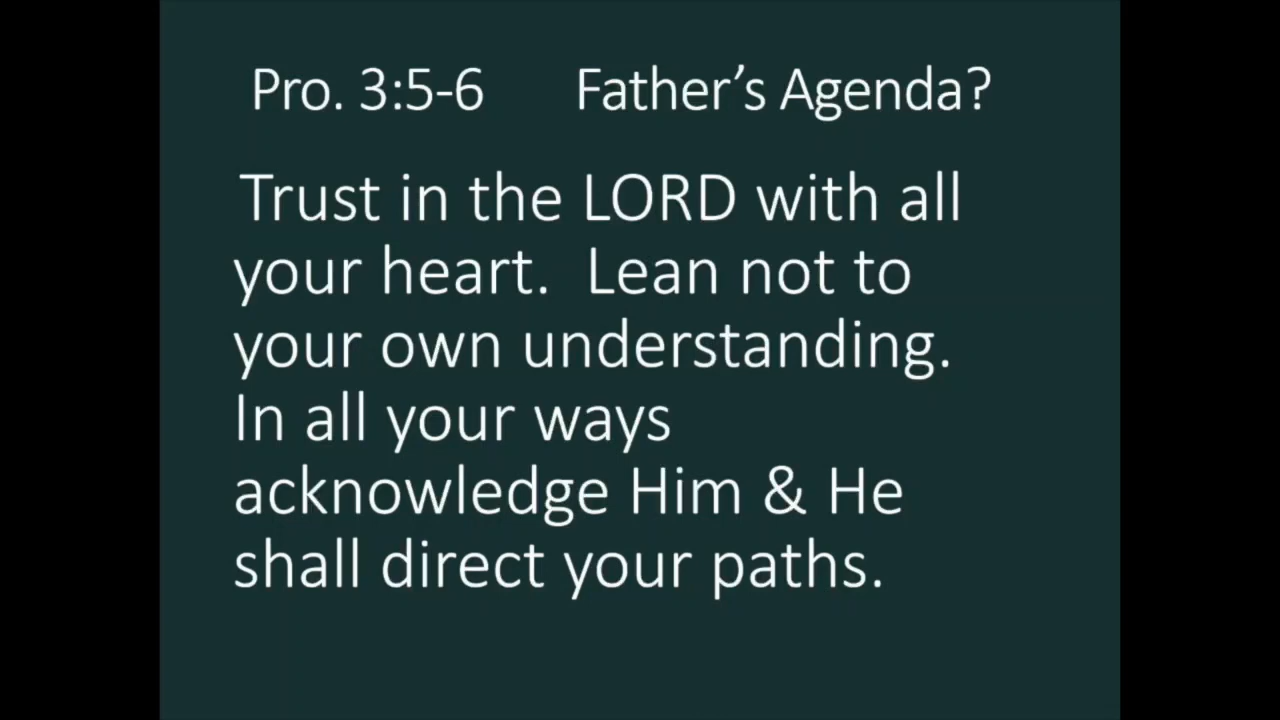 Pro. 3:5-6 Father’s Agenda?
Trust in the LORD with all
your heart. Lean not to
your own understanding.
In all your ways
acknowledge Him & He
shall direct your paths.